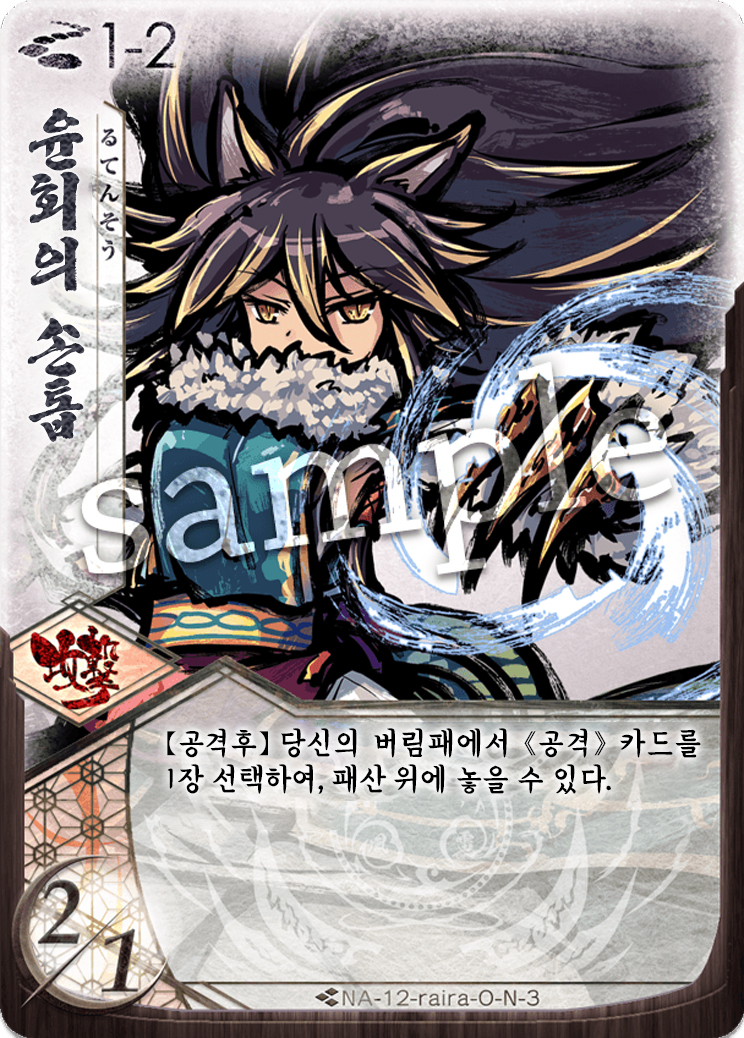 1-2
윤회의 손톱
るてんそう
sample
攻撃
【공격후】 당신의 버림패에서 《공격》 카드를
1장 선택하여, 패산 위에 놓을 수 있다.
2/1
NA-12-raira-O-N-3